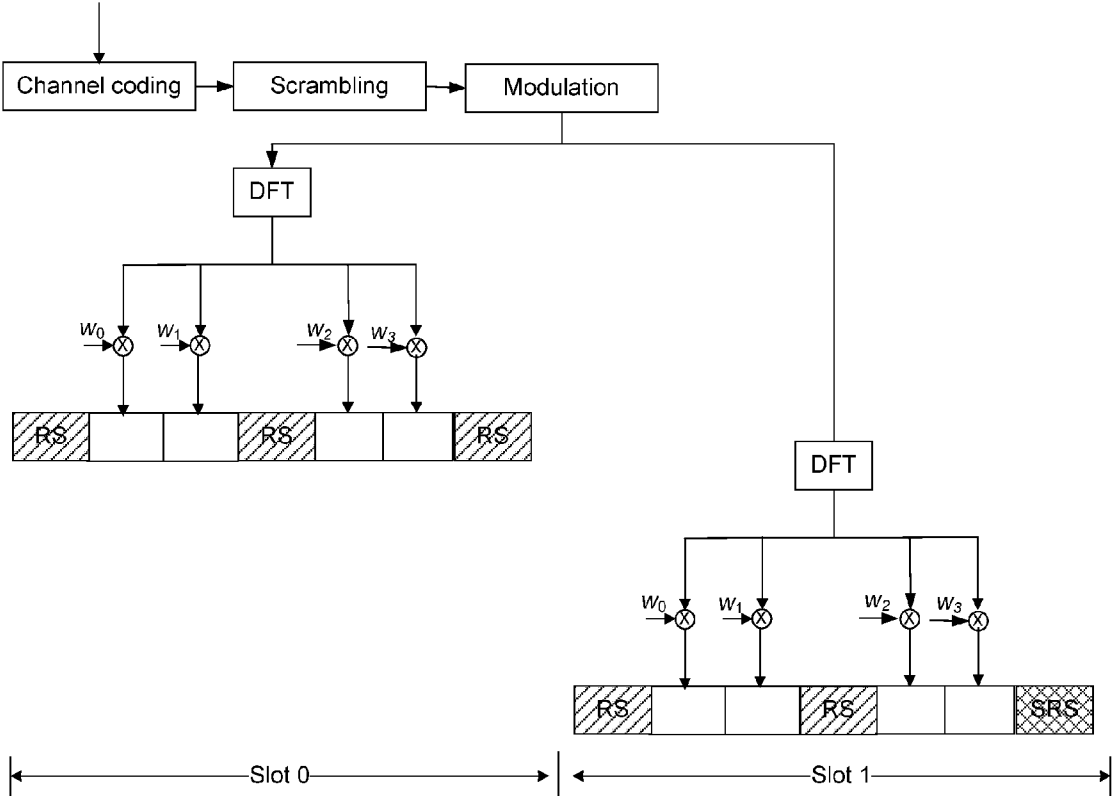 Channel coding
Scrambling
Modulation
DFT
w0
w1
w2
w3
X
X
X
X
RS
RS
RS
DFT
w0
w1
w2
w3
X
X
X
X
RS
RS
SRS
Slot 0
Slot 1